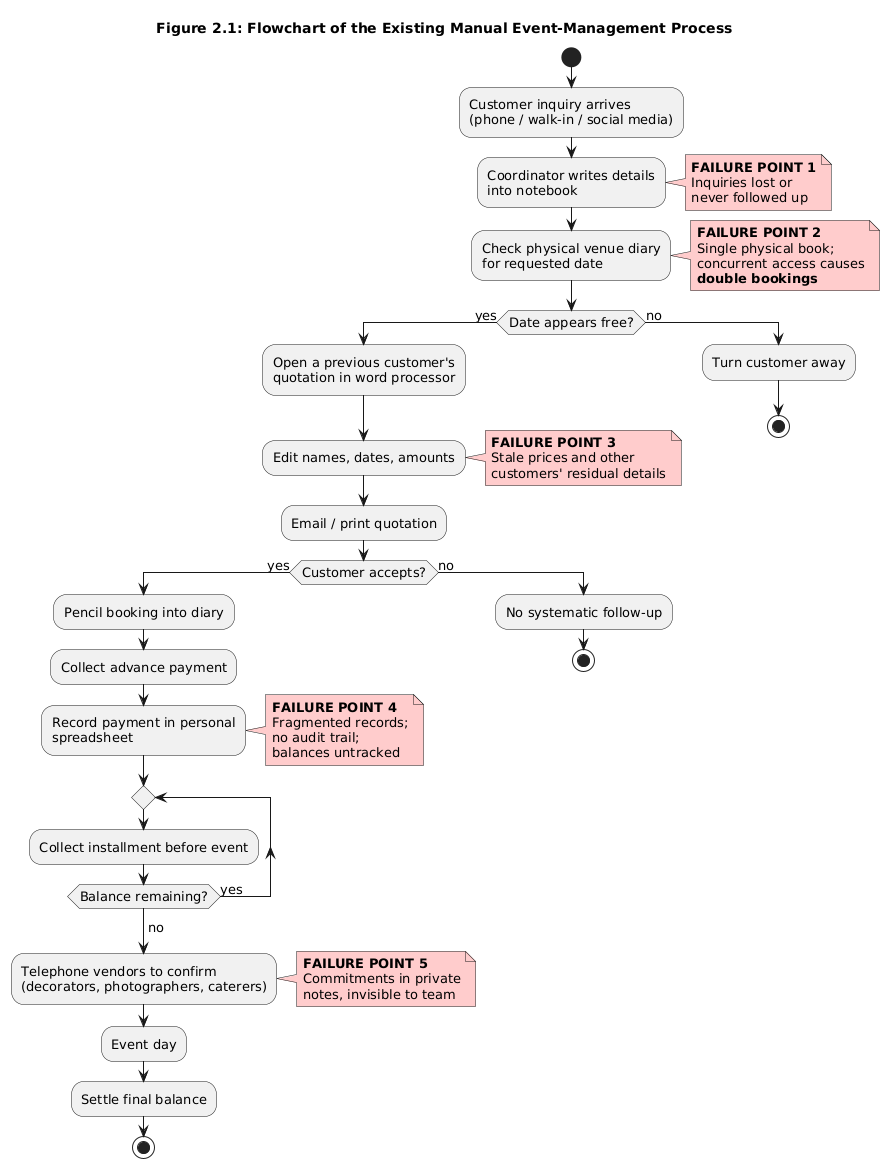 Figure 2.1: Flowchart of the Existing Manual Event-Management Process
Customer inquiry arrives
(phone / walk-in / social media)
Coordinator writes details
into notebook
FAILURE POINT 1
Inquiries lost or
never followed up
Check physical venue diary
for requested date
FAILURE POINT 2
Single physical book;
concurrent access causes
double bookings
Date appears free?
yes
no
Open a previous customer's
quotation in word processor
Turn customer away
Edit names, dates, amounts
FAILURE POINT 3
Stale prices and other
customers' residual details
Email / print quotation
Customer accepts?
yes
no
Pencil booking into diary
No systematic follow-up
Collect advance payment
Record payment in personal
spreadsheet
FAILURE POINT 4
Fragmented records;
no audit trail;
balances untracked
Collect installment before event
Balance remaining?
yes
no
Telephone vendors to confirm
(decorators, photographers, caterers)
FAILURE POINT 5
Commitments in private
notes, invisible to team
Event day
Settle final balance